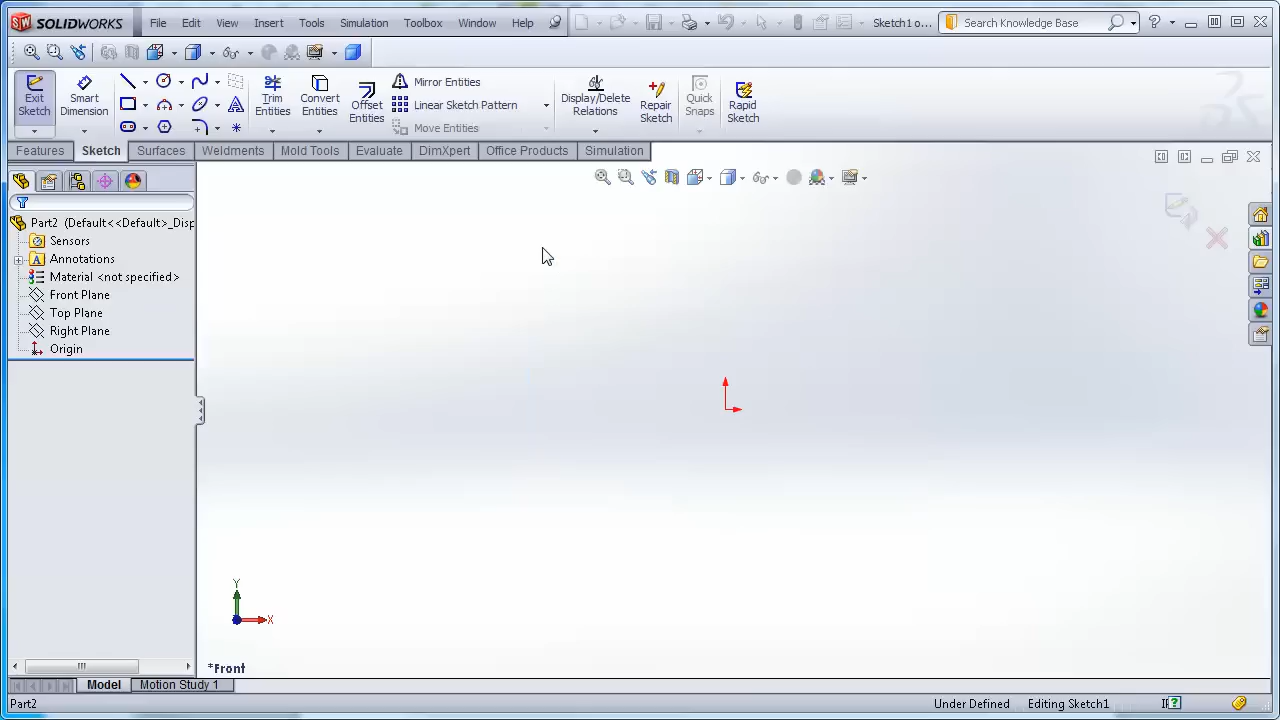 SOLIDWORKS File Edit View Insert Tools Simulation Toolbox Window Help Sketch1 o... Search Knowledge Base
Exit Sketch
Smart Dimension
Trim Entities
Convert Entities
Offset Entities
Mirror Entities
Linear Sketch Pattern
Move Entities
Display/Delete Relations
Repair Sketch
Quick Snaps
Rapid Sketch
Features Sketch Surfaces Weldments Mold Tools Evaluate DimXpert Office Products Simulation
Part2 (Default<<Default>_Disp
Sensors
Annotations
Material <not specified>
Front Plane
Top Plane
Right Plane
Origin
Y
X
*Front
Model Motion Study 1
Part2 Under Defined Editing Sketch1